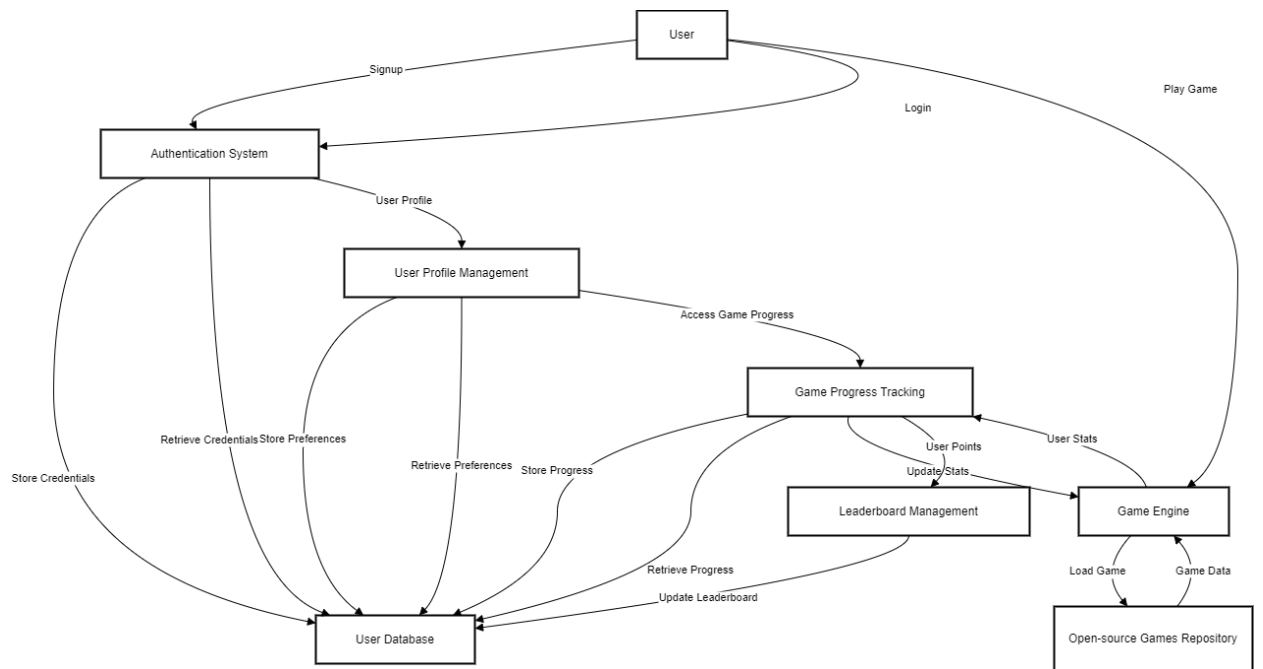 User
Signup
Play Game
Login
Authentication System
User Profile
User Profile Management
Access Game Progress
Game Progress Tracking
Retrieve Credentials
Store Preferences
User Points
User Stats
Retrieve Preferences
Store Progress
Update Stats
Store Credentials
Leaderboard Management
Game Engine
Retrieve Progress
Load Game
Game Data
Update Leaderboard
User Database
Open-source Games Repository